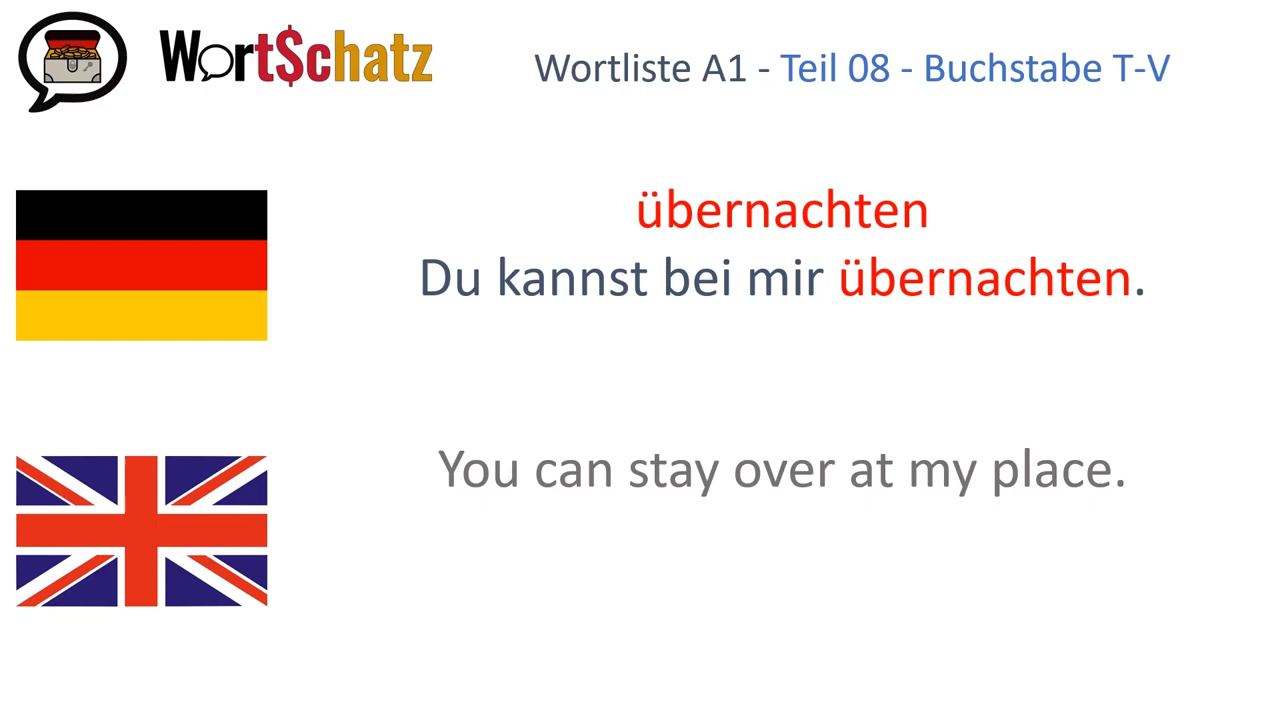 Wort$chatz
Wortliste A1 - Teil 08 - Buchstabe T-V
übernachten
Du kannst bei mir übernachten.
You can stay over at my place.